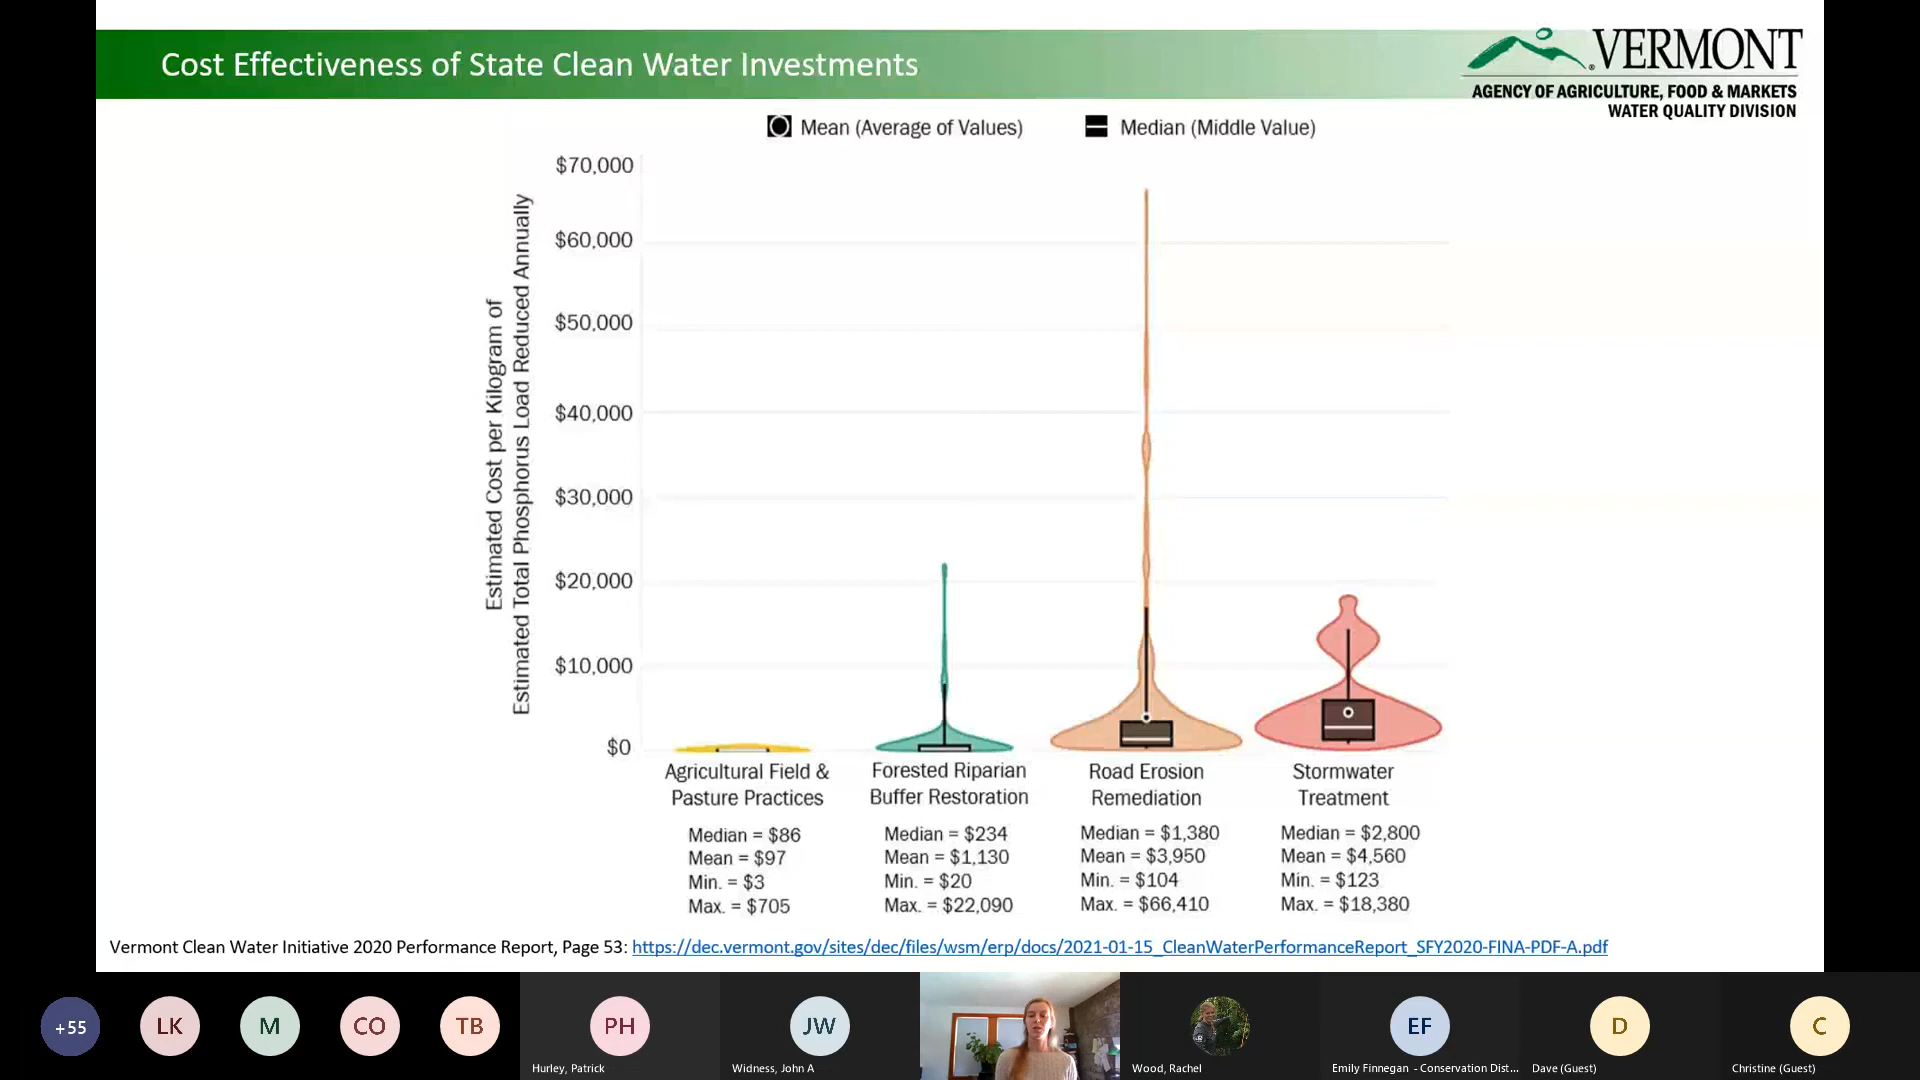 Cost Effectiveness of State Clean Water Investments
VERMONT
AGENCY OF AGRICULTURE, FOOD & MARKETS
WATER QUALITY DIVISION
Mean (Average of Values)
Median (Middle Value)
Estimated Cost per Kilogram of
Estimated Total Phosphorus Load Reduced Annually
$70,000
$60,000
$50,000
$40,000
$30,000
$20,000
$10,000
$0
Agricultural Field &
Pasture Practices
Median = $86
Mean = $97
Min. = $3
Max. = $705
Forested Riparian
Buffer Restoration
Median = $234
Mean = $1,130
Min. = $20
Max. = $22,090
Road Erosion
Remediation
Median = $1,380
Mean = $3,950
Min. = $104
Max. = $66,410
Stormwater
Treatment
Median = $2,800
Mean = $4,560
Min. = $123
Max. = $18,380
Vermont Clean Water Initiative 2020 Performance Report, Page 53: https://dec.vermont.gov/sites/dec/files/wsm/erp/docs/2021-01-15_CleanWaterPerformanceReport_SFY2020-FINA-PDF-A.pdf
+55
LK
M
CO
TB
PH
Hurley, Patrick
JW
Widness, John A
Wood, Rachel
EF
Emily Finnegan - Conservation Dist...
D
Dave (Guest)
C
Christine (Guest)